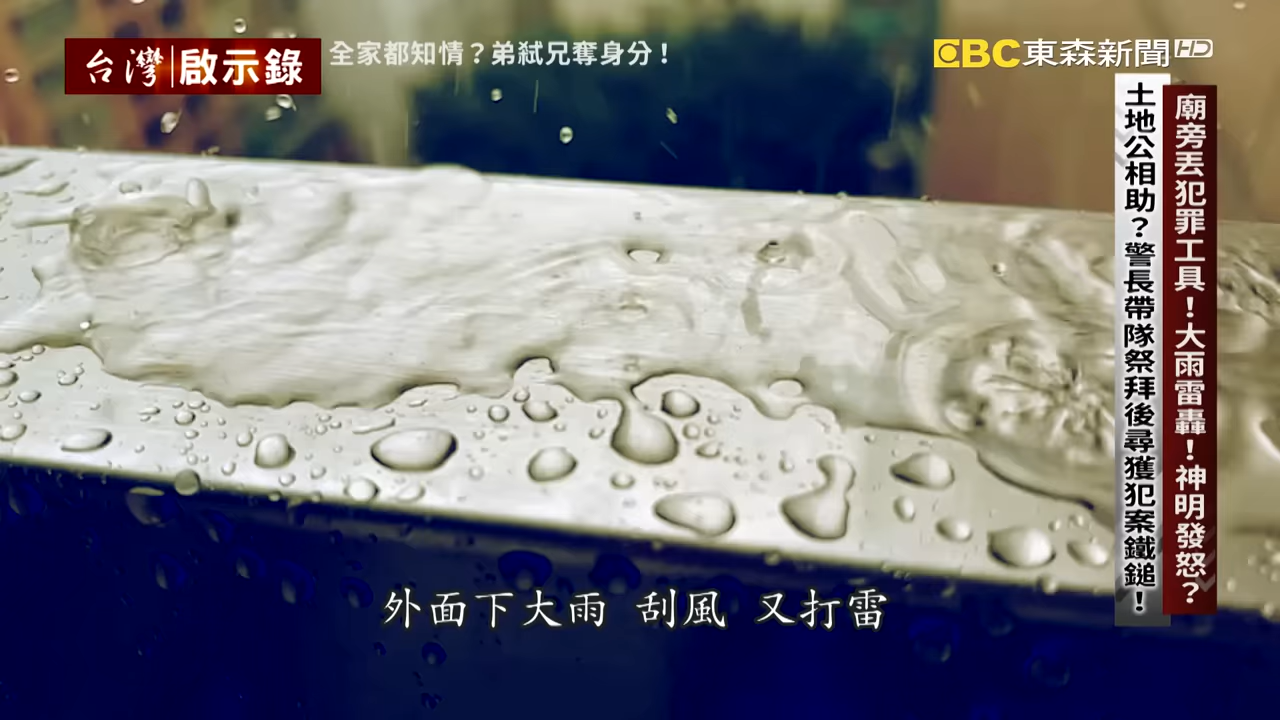 台灣|啟示錄
全家都知情？弟弒兄奪身分！
EBC東森新聞HD
廟旁丟犯罪工具！大雨雷轟！神明發怒？
土地公相助？警長帶隊祭拜後尋獲犯案鐵鎚！
外面下大雨 刮風 又打雷